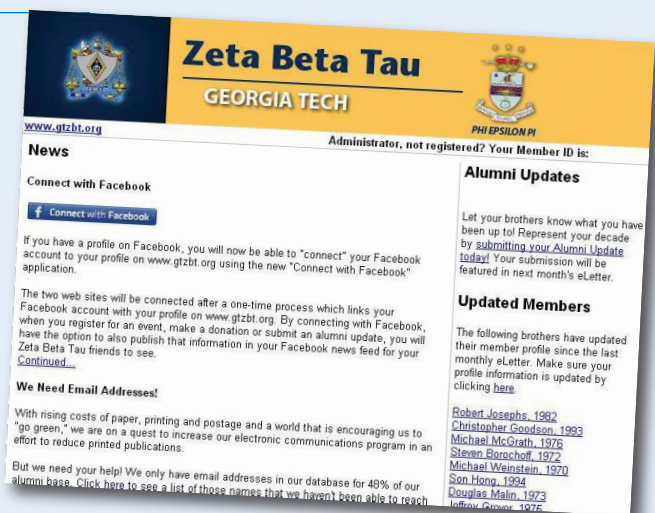 Zeta Beta Tau
GEORGIA TECH
PHI EPSILON PI
www.gtzbt.org
Administrator, not registered? Your Member ID is:
News
Connect with Facebook
f Connect with Facebook
If you have a profile on Facebook, you will now be able to "connect" your Facebook
account to your profile on www.gtzbt.org using the new "Connect with Facebook"
application.
The two web sites will be connected after a one-time process which links your
Facebook account with your profile on www.gtzbt.org. By connecting with Facebook,
when you register for an event, make a donation or submit an alumni update, you will
have the option to also publish that information in your Facebook news feed for your
Zeta Beta Tau friends to see.
Continued...
We Need Email Addresses!
With rising costs of paper, printing and postage and a world that is encouraging us to
"go green," we are on a quest to increase our electronic communications program in an
effort to reduce printed publications.
But we need your help! We only have email addresses in our database for 48% of our
alumni base. Click here to see a list of those names that we haven't been able to reach
Alumni Updates
Let your brothers know what you have
been up to! Represent your decade
by submitting your Alumni Update
today! Your submission will be
featured in next month's eLetter.
Updated Members
The following brothers have updated
their member profile since the last
monthly eLetter. Make sure your
profile information is updated by
clicking here.
Robert Josephs, 1982
Christopher Goodson, 1993
Michael McGrath, 1976
Steven Borochoff, 1972
Michael Weinstein, 1970
Son Hong, 1994
Douglas Malin, 1973